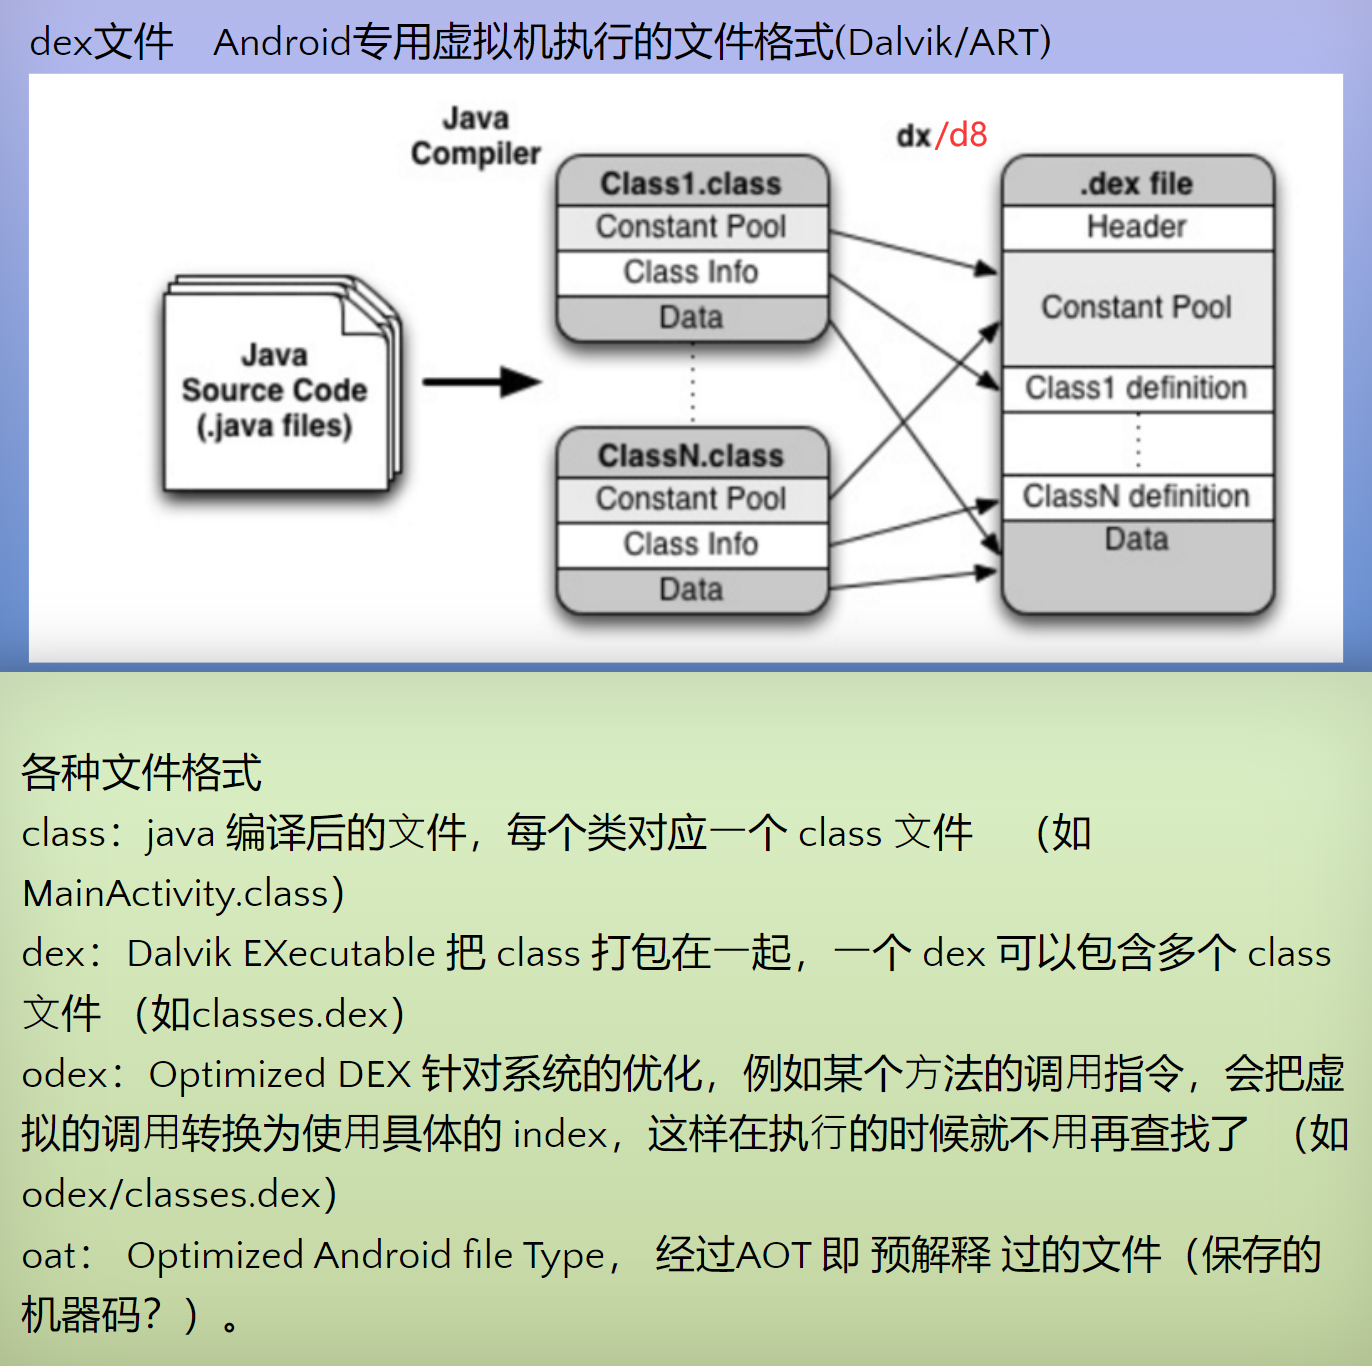 dex文件　Android专用虚拟机执行的文件格式(Dalvik/ART)
Java
Compiler
dx/d8
Java
Source Code
(.java files)
Class1.class
Constant Pool
Class Info
Data
ClassN.class
Constant Pool
Class Info
Data
.dex file
Header
Constant Pool
Class1 definition
ClassN definition
Data
各种文件格式
class：java 编译后的文件，每个类对应一个 class 文件　（如
MainActivity.class）
dex：Dalvik EXecutable 把 class 打包在一起，一个 dex 可以包含多个 class
文件 （如classes.dex）
odex：Optimized DEX 针对系统的优化，例如某个方法的调用指令，会把虚
拟的调用转换为使用具体的 index，这样在执行的时候就不用再查找了 （如
odex/classes.dex）
oat： Optimized Android file Type， 经过AOT 即 预解释 过的文件（保存的
机器码？）。